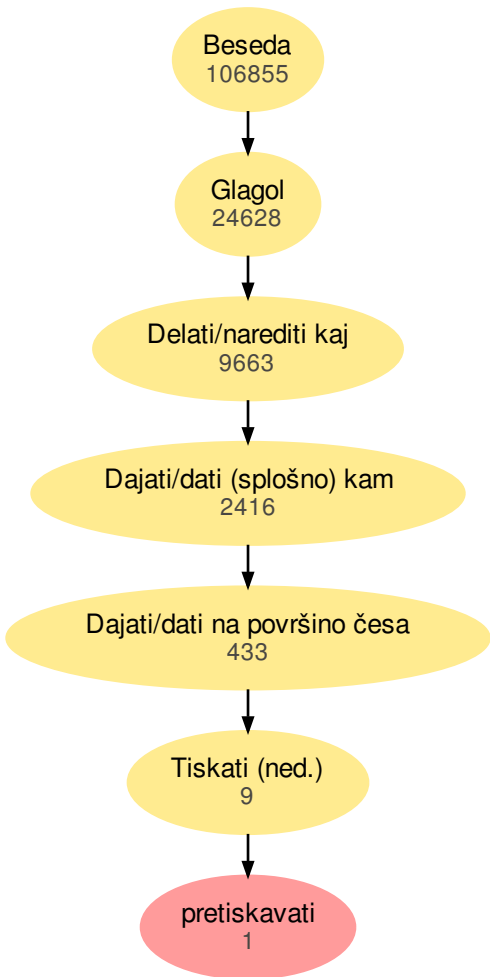 Beseda
106855
Glagol
24628
Delati/narediti kaj
9663
Dajati/dati (splošno) kam
2416
Dajati/dati na površino česa
433
Tiskati (ned.)
9
pretiskavati
1